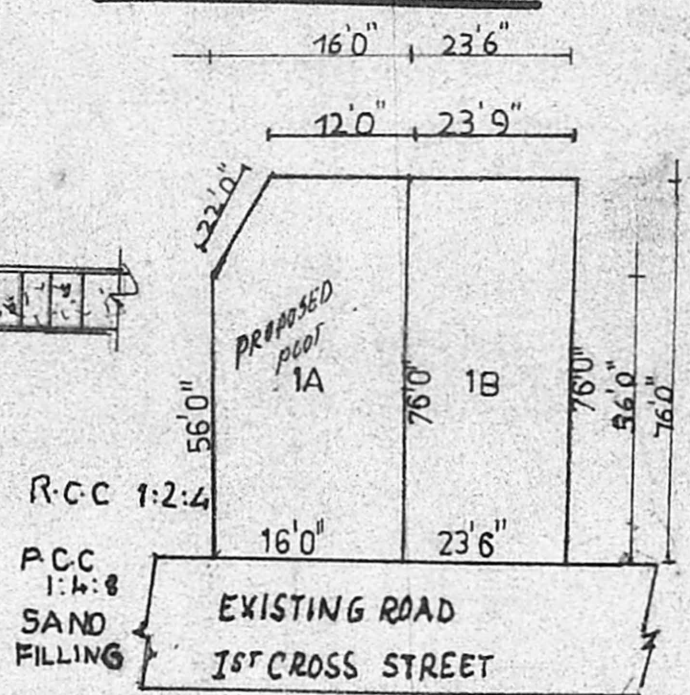 16'0" 23'6"
12'0" 23'9"
22'0"
PROPOSED
PLOT
1A
1B
56'0"
76'0"
76'0"
56'0"
76'0"
R.C.C 1:2:4
16'0" 23'6"
P.C.C
1:4:8
SAND
FILLING
EXISTING ROAD
IST CROSS STREET